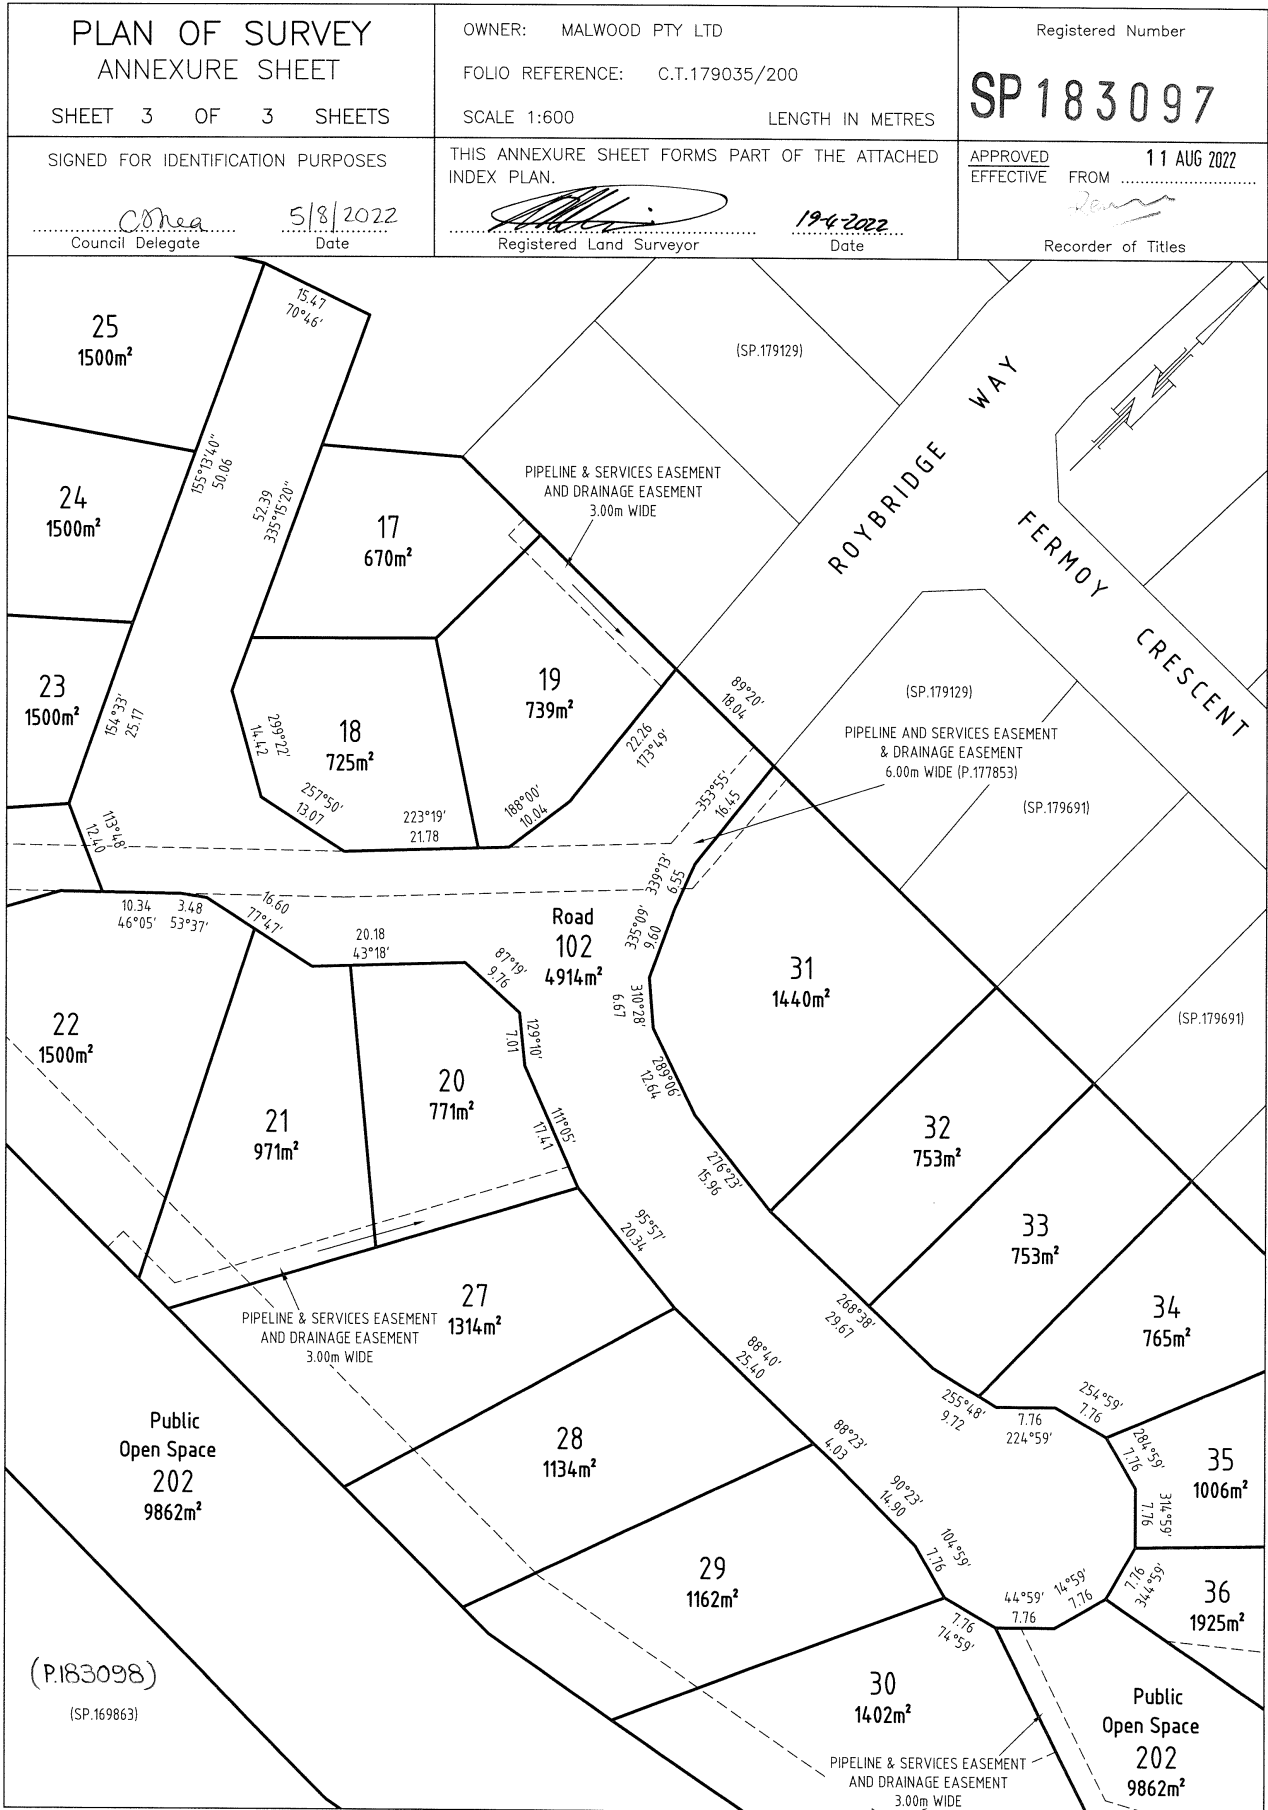 PLAN OF SURVEY
ANNEXURE SHEET
SHEET 3 OF 3 SHEETS
OWNER: MALWOOD PTY LTD
FOLIO REFERENCE: C.T.179035/200
SCALE 1:600 LENGTH IN METRES
Registered Number
SP183097
SIGNED FOR IDENTIFICATION PURPOSES
5/8/2022
Council Delegate Date
THIS ANNEXURE SHEET FORMS PART OF THE ATTACHED
INDEX PLAN.
19-4-2022
Registered Land Surveyor Date
APPROVED 11 AUG 2022
EFFECTIVE FROM
Recorder of Titles
15.47
70°46'
25
1500m²
(SP.179129)
ROYBRIDGE WAY
155°13'40"
50.06
24
1500m²
52.39
335°15'20"
17
670m²
PIPELINE & SERVICES EASEMENT
AND DRAINAGE EASEMENT
3.00m WIDE
FERMOY CRESCENT
23
1500m²
154°33'
25.17
299°22'
14.42
18
725m²
19
739m²
22.26
173°49'
89°20'
18.04
(SP.179129)
PIPELINE AND SERVICES EASEMENT
& DRAINAGE EASEMENT
6.00m WIDE (P.177853)
257°50'
13.07
223°19'
21.78
188°00'
10.04
353°55'
16.45
(SP.179691)
113°48'
12.40
339°13'
6.55
10.34
46°05'
3.48
53°37'
16.60
77°47'
20.18
43°18'
87°19'
9.76
Road
102
4914m²
335°09'
9.60
31
1440m²
310°28'
6.67
(SP.179691)
22
1500m²
129°10'
7.01
289°06'
12.64
20
771m²
21
971m²
111°05'
17.41
32
753m²
276°23'
15.96
95°57'
20.34
33
753m²
27
1314m²
PIPELINE & SERVICES EASEMENT
AND DRAINAGE EASEMENT
3.00m WIDE
268°38'
29.67
34
765m²
88°40'
25.40
255°48'
9.72
7.76
224°59'
254°59'
7.76
Public
Open Space
202
9862m²
28
1134m²
88°23'
4.03
284°59'
7.76
35
1006m²
90°23'
14.90
314°59'
7.76
104°59'
7.76
29
1162m²
44°59'
7.76
14°59'
7.76
7.76
344°59'
36
1925m²
7.76
74°59'
(P.183098)
(SP.169863)
30
1402m²
Public
Open Space
202
9862m²
PIPELINE & SERVICES EASEMENT
AND DRAINAGE EASEMENT
3.00m WIDE